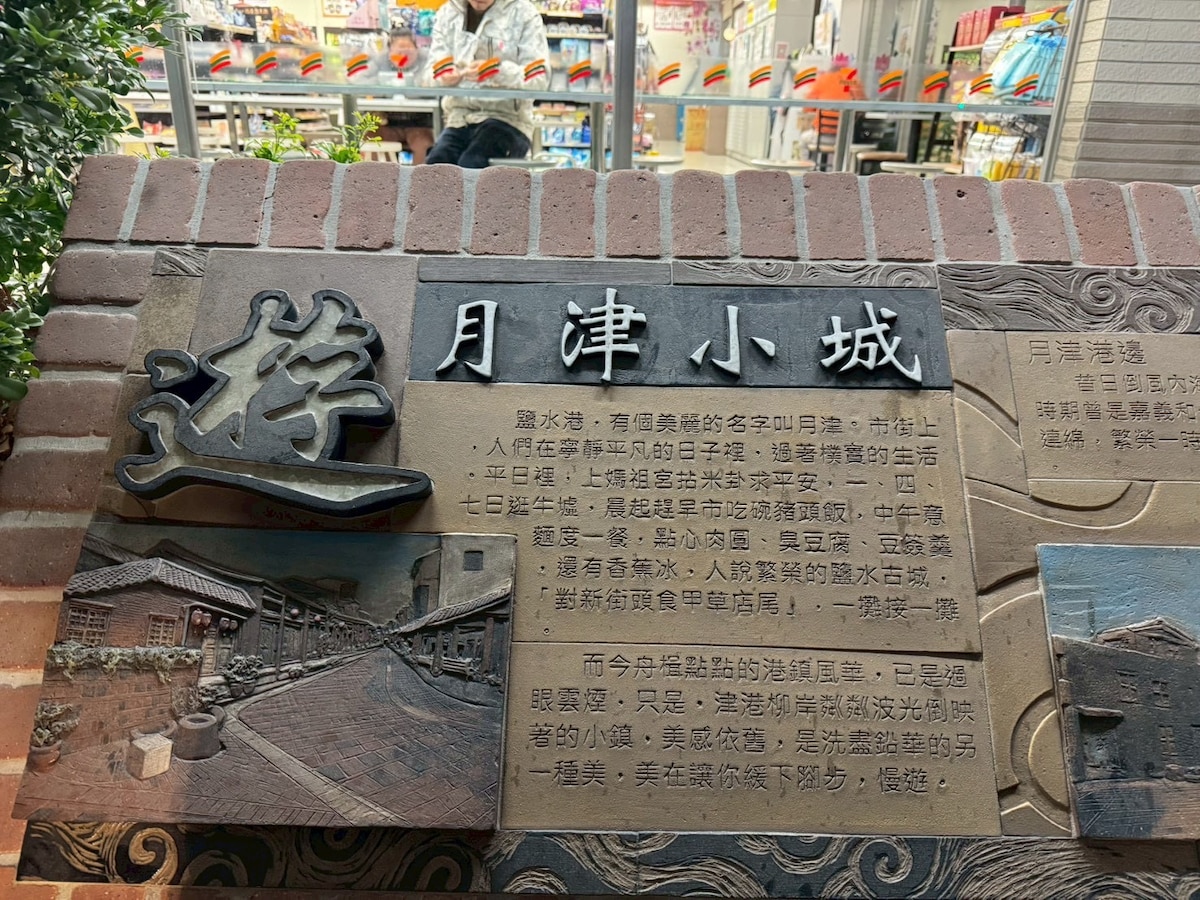 遊
月津小城
鹽水港，有個美麗的名字叫月津。市街上
，人們在寧靜平凡的日子裡，過著樸實的生活
。平日裡，上媽祖宮拈米卦求平安，一、四、
七日逛牛墟，晨起趕早市吃碗豬頭飯，中午意
麵度一餐，點心肉圓、臭豆腐、豆簽羹
，還有香蕉冰，人說繁榮的鹽水古城，
「對新街頭食甲草店尾」，一攤接一攤
。
而今舟楫點點的港鎮風華，已是過
眼雲煙，只是，津港柳岸粼粼波光倒映
著的小鎮，美感依舊，是洗盡鉛華的另
一種美，美在讓你緩下腳步，慢遊。
月津港邊
昔日倒風內海
時期曾是嘉義和
連綿，繁榮一時